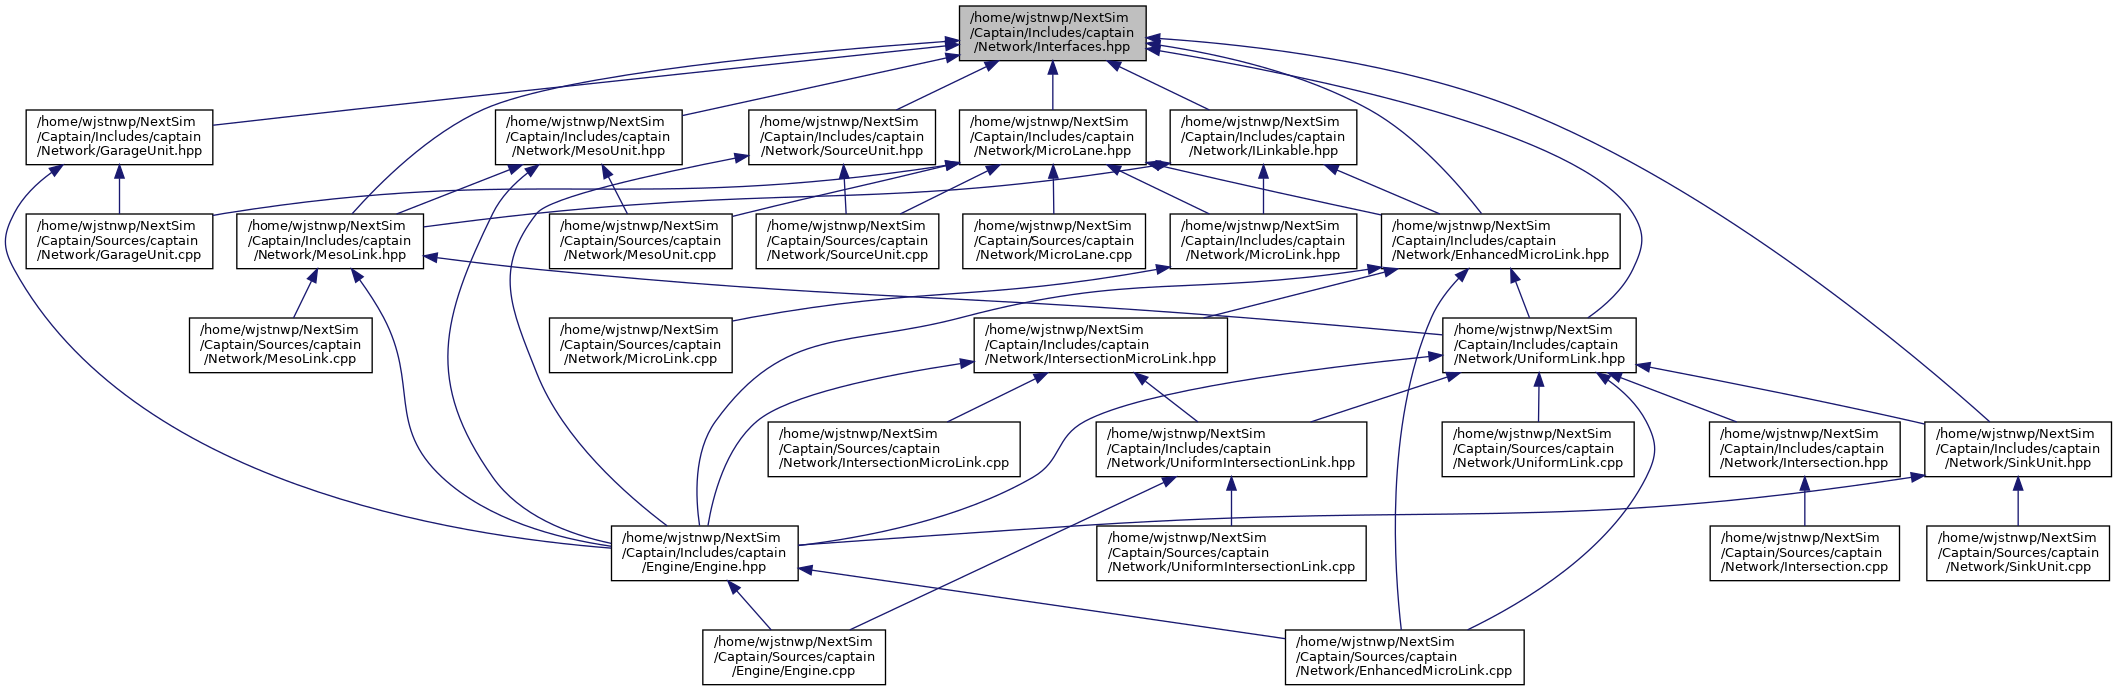 /home/wjstnwp/NextSim
/Captain/Includes/captain
/Network/Interfaces.hpp
/home/wjstnwp/NextSim
/Captain/Includes/captain
/Network/GarageUnit.hpp
/home/wjstnwp/NextSim
/Captain/Includes/captain
/Network/MesoUnit.hpp
/home/wjstnwp/NextSim
/Captain/Includes/captain
/Network/SourceUnit.hpp
/home/wjstnwp/NextSim
/Captain/Includes/captain
/Network/MicroLane.hpp
/home/wjstnwp/NextSim
/Captain/Includes/captain
/Network/ILinkable.hpp
/home/wjstnwp/NextSim
/Captain/Sources/captain
/Network/GarageUnit.cpp
/home/wjstnwp/NextSim
/Captain/Includes/captain
/Network/MesoLink.hpp
/home/wjstnwp/NextSim
/Captain/Sources/captain
/Network/MesoUnit.cpp
/home/wjstnwp/NextSim
/Captain/Sources/captain
/Network/SourceUnit.cpp
/home/wjstnwp/NextSim
/Captain/Sources/captain
/Network/MicroLane.cpp
/home/wjstnwp/NextSim
/Captain/Includes/captain
/Network/MicroLink.hpp
/home/wjstnwp/NextSim
/Captain/Includes/captain
/Network/EnhancedMicroLink.hpp
/home/wjstnwp/NextSim
/Captain/Sources/captain
/Network/MesoLink.cpp
/home/wjstnwp/NextSim
/Captain/Sources/captain
/Network/MicroLink.cpp
/home/wjstnwp/NextSim
/Captain/Includes/captain
/Network/IntersectionMicroLink.hpp
/home/wjstnwp/NextSim
/Captain/Includes/captain
/Network/UniformLink.hpp
/home/wjstnwp/NextSim
/Captain/Sources/captain
/Network/IntersectionMicroLink.cpp
/home/wjstnwp/NextSim
/Captain/Includes/captain
/Network/UniformIntersectionLink.hpp
/home/wjstnwp/NextSim
/Captain/Sources/captain
/Network/UniformLink.cpp
/home/wjstnwp/NextSim
/Captain/Includes/captain
/Network/Intersection.hpp
/home/wjstnwp/NextSim
/Captain/Includes/captain
/Network/SinkUnit.hpp
/home/wjstnwp/NextSim
/Captain/Includes/captain
/Engine/Engine.hpp
/home/wjstnwp/NextSim
/Captain/Sources/captain
/Network/UniformIntersectionLink.cpp
/home/wjstnwp/NextSim
/Captain/Sources/captain
/Network/Intersection.cpp
/home/wjstnwp/NextSim
/Captain/Sources/captain
/Network/SinkUnit.cpp
/home/wjstnwp/NextSim
/Captain/Sources/captain
/Engine/Engine.cpp
/home/wjstnwp/NextSim
/Captain/Sources/captain
/Network/EnhancedMicroLink.cpp